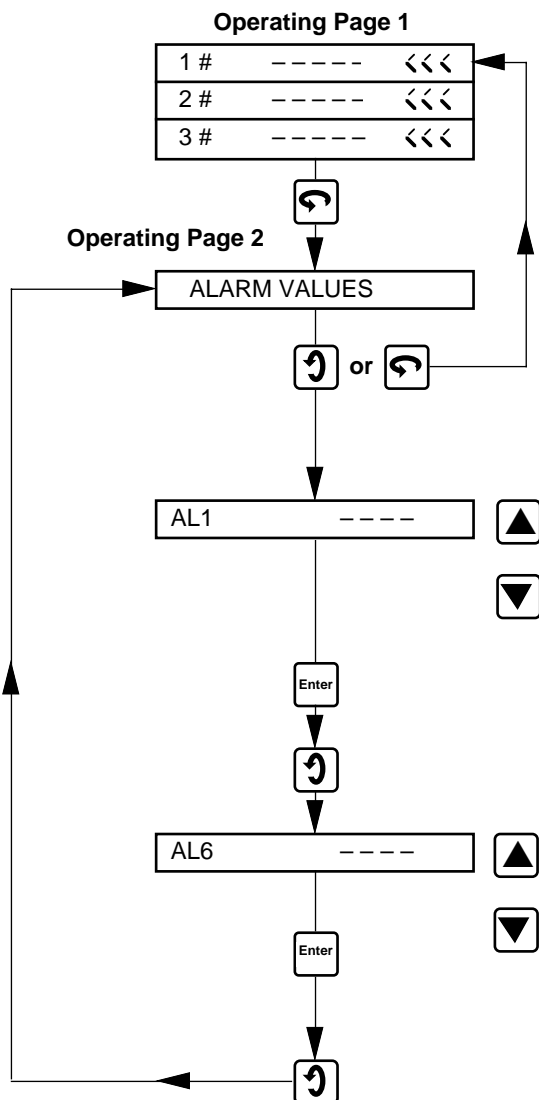 Operating Page 1
1 # – – – – –
2 # – – – – –
3 # – – – – –
Operating Page 2
ALARM VALUES
or
AL1 – – – –
Enter
AL6 – – – –
Enter